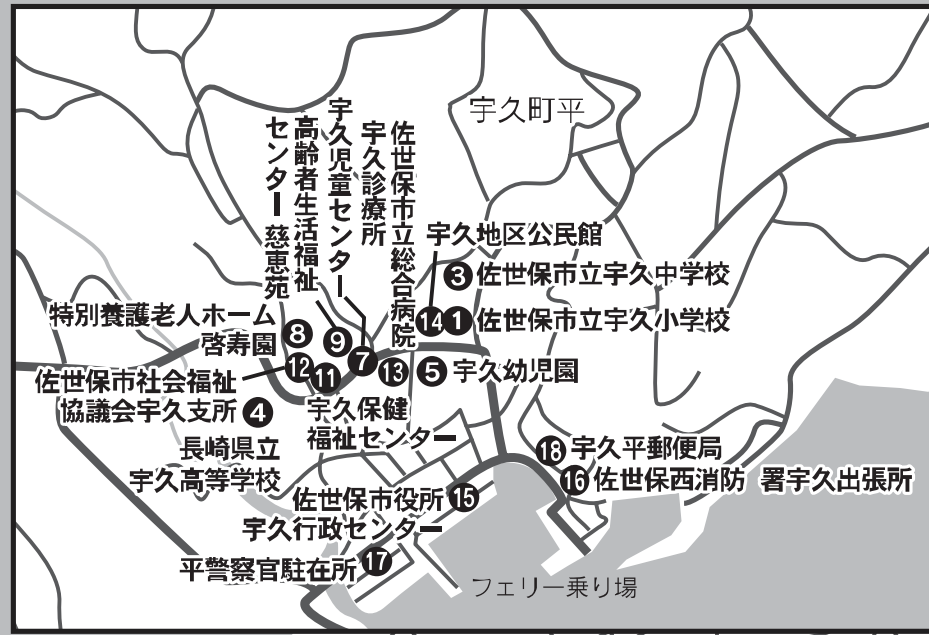 宇久町平
佐世保市立総合病院
宇久診療所
宇久児童センター
高齢者生活福祉
センター 慈恵苑
宇久地区公民館
3 佐世保市立宇久中学校
14 1 佐世保市立宇久小学校
特別養護老人ホーム
啓寿園 8
9
7
13
5 宇久幼児園
12
11
佐世保市社会福祉
協議会宇久支所
4
長崎県立
宇久高等学校
宇久保健
福祉センター
18 宇久平郵便局
16 佐世保西消防 署宇久出張所
佐世保市役所 15
宇久行政センター
平警察官駐在所 17
フェリー乗り場